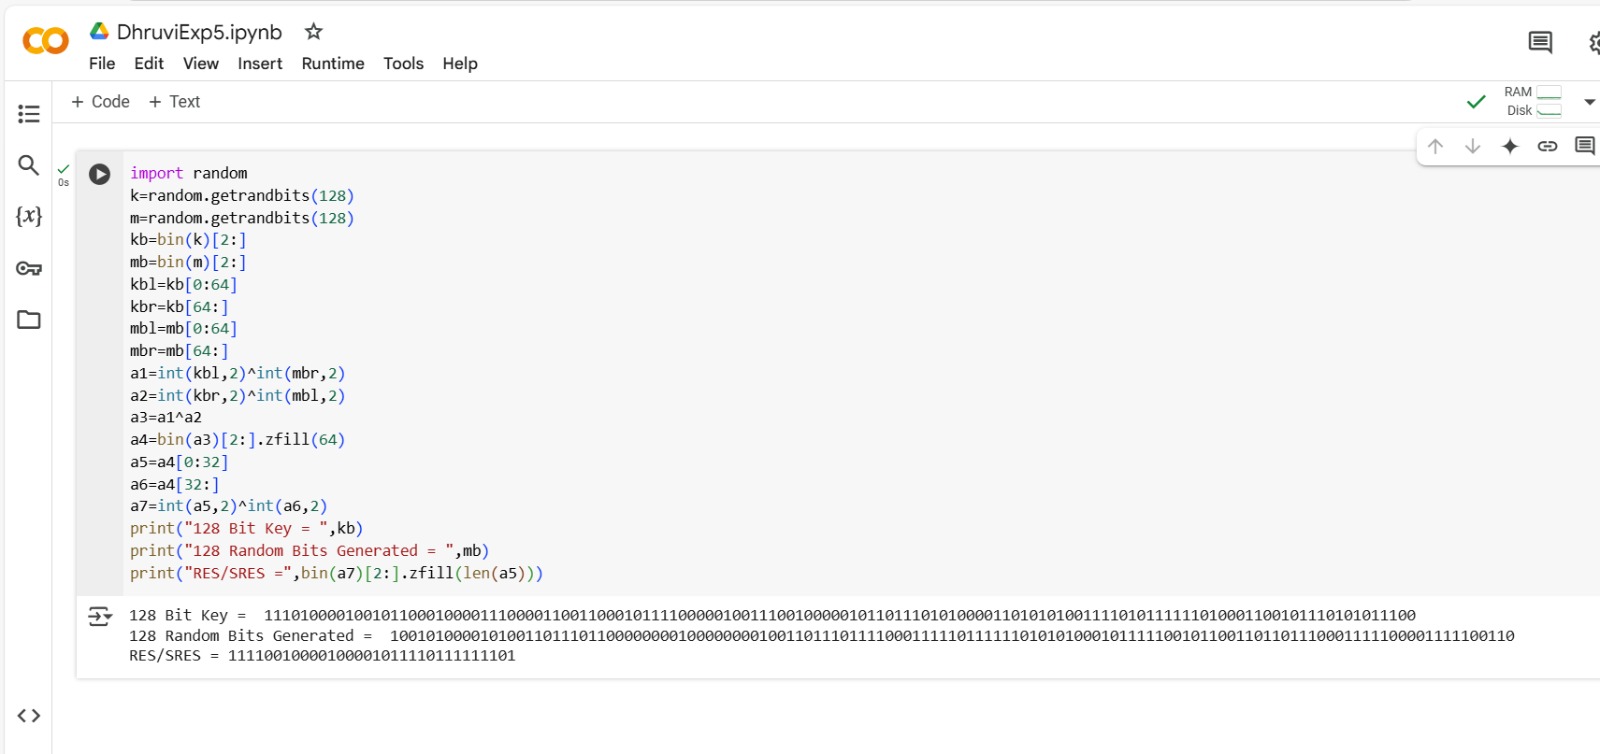 DhruviExp5.ipynb
File Edit View Insert Runtime Tools Help
+ Code + Text
RAM
Disk
{x}
0s
import random
k=random.getrandbits(128)
m=random.getrandbits(128)
kb=bin(k)[2:]
mb=bin(m)[2:]
kbl=kb[0:64]
kbr=kb[64:]
mbl=mb[0:64]
mbr=mb[64:]
a1=int(kbl,2)^int(mbr,2)
a2=int(kbr,2)^int(mbl,2)
a3=a1^a2
a4=bin(a3)[2:].zfill(64)
a5=a4[0:32]
a6=a4[32:]
a7=int(a5,2)^int(a6,2)
print("128 Bit Key = ",kb)
print("128 Random Bits Generated = ",mb)
print("RES/SRES =",bin(a7)[2:].zfill(len(a5)))
128 Bit Key =
128 Random Bits Generated =
RES/SRES = 11110010000100001011110111111101